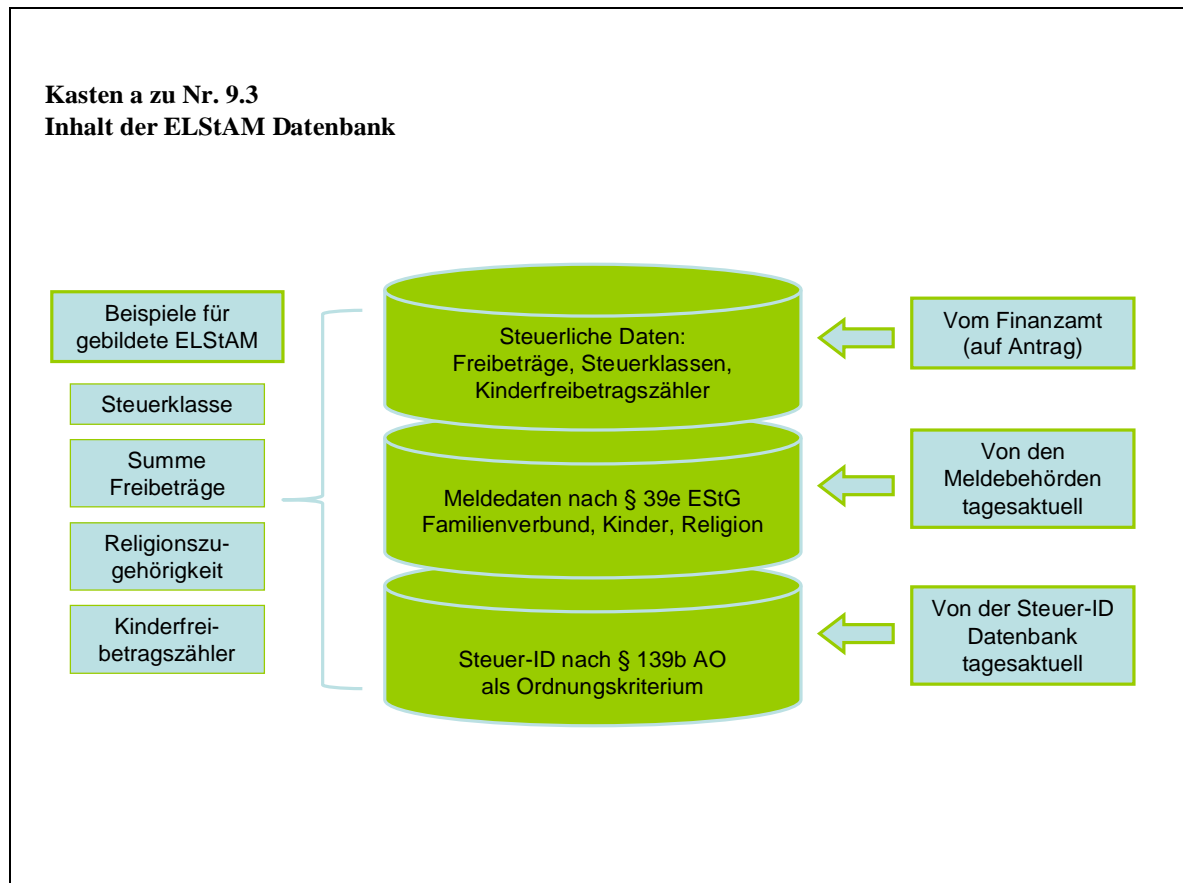 Kasten a zu Nr. 9.3
Inhalt der ELStAM Datenbank
Beispiele für
gebildete ELStAM
Steuerklasse
Summe
Freibeträge
Religionszu-
gehörigkeit
Kinderfrei-
betragszähler
Steuerliche Daten:
Freibeträge, Steuerklassen,
Kinderfreibetragszähler
Meldedaten nach § 39e EStG
Familienverbund, Kinder, Religion
Steuer-ID nach § 139b AO
als Ordnungskriterium
Vom Finanzamt
(auf Antrag)
Von den
Meldebehörden
tagesaktuell
Von der Steuer-ID
Datenbank
tagesaktuell